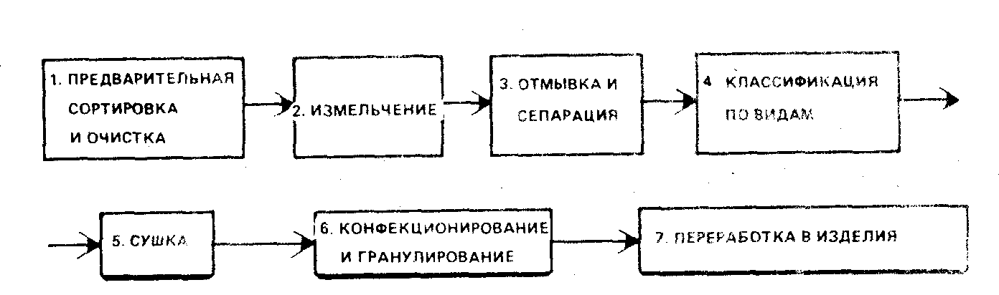 1. ПРЕДВАРИТЕЛЬНАЯ
СОРТИРОВКА
И ОЧИСТКА
2. ИЗМЕЛЬЧЕНИЕ
3. ОТМЫВКА И
СЕПАРАЦИЯ
4 КЛАССИФИКАЦИЯ
ПО ВИДАМ
5. СУШКА
6. КОНФЕКЦИОНИРОВАНИЕ
И ГРАНУЛИРОВАНИЕ
7. ПЕРЕРАБОТКА В ИЗДЕЛИЯ